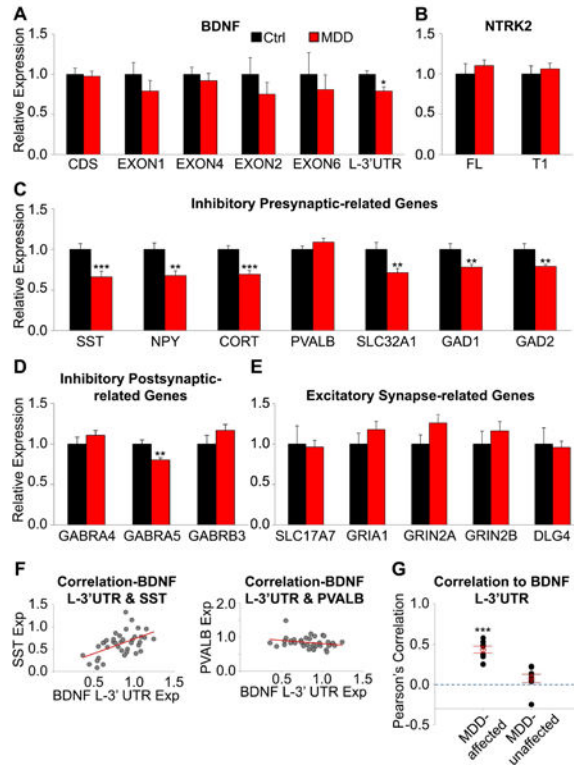 A
BDNF
Ctrl MDD
Relative Expression
1.5
1.0
0.5
0.0
*
CDS EXON1 EXON4 EXON2 EXON6 L-3'UTR
B
NTRK2
1.5
1.0
0.5
0.0
FL T1
C
Inhibitory Presynaptic-related Genes
Relative Expression
1.5
1.0
0.5
0.0
*** ** *** ** ** **
SST NPY CORT PVALB SLC32A1 GAD1 GAD2
D
Inhibitory Postsynaptic-
related Genes
Relative Expression
1.5
1.0
0.5
0.0
**
GABRA4 GABRA5 GABRB3
E
Excitatory Synapse-related Genes
1.5
1.0
0.5
0.0
SLC17A7 GRIA1 GRIN2A GRIN2B DLG4
F
Correlation-BDNF
L-3'UTR & SST
SST Exp
1.5
1.0
0.5
0.0
0.5 1.0 1.5
BDNF L-3' UTR Exp
Correlation-BDNF
L-3'UTR & PVALB
PVALB Exp
2.0
1.0
0.0
0.5 1.0 1.5
BDNF L-3' UTR Exp
G
Correlation to BDNF
L-3'UTR
Pearson's Correlation
1.0
0.5
0.0
-0.5
***
MDD-
affected
MDD-
unaffected